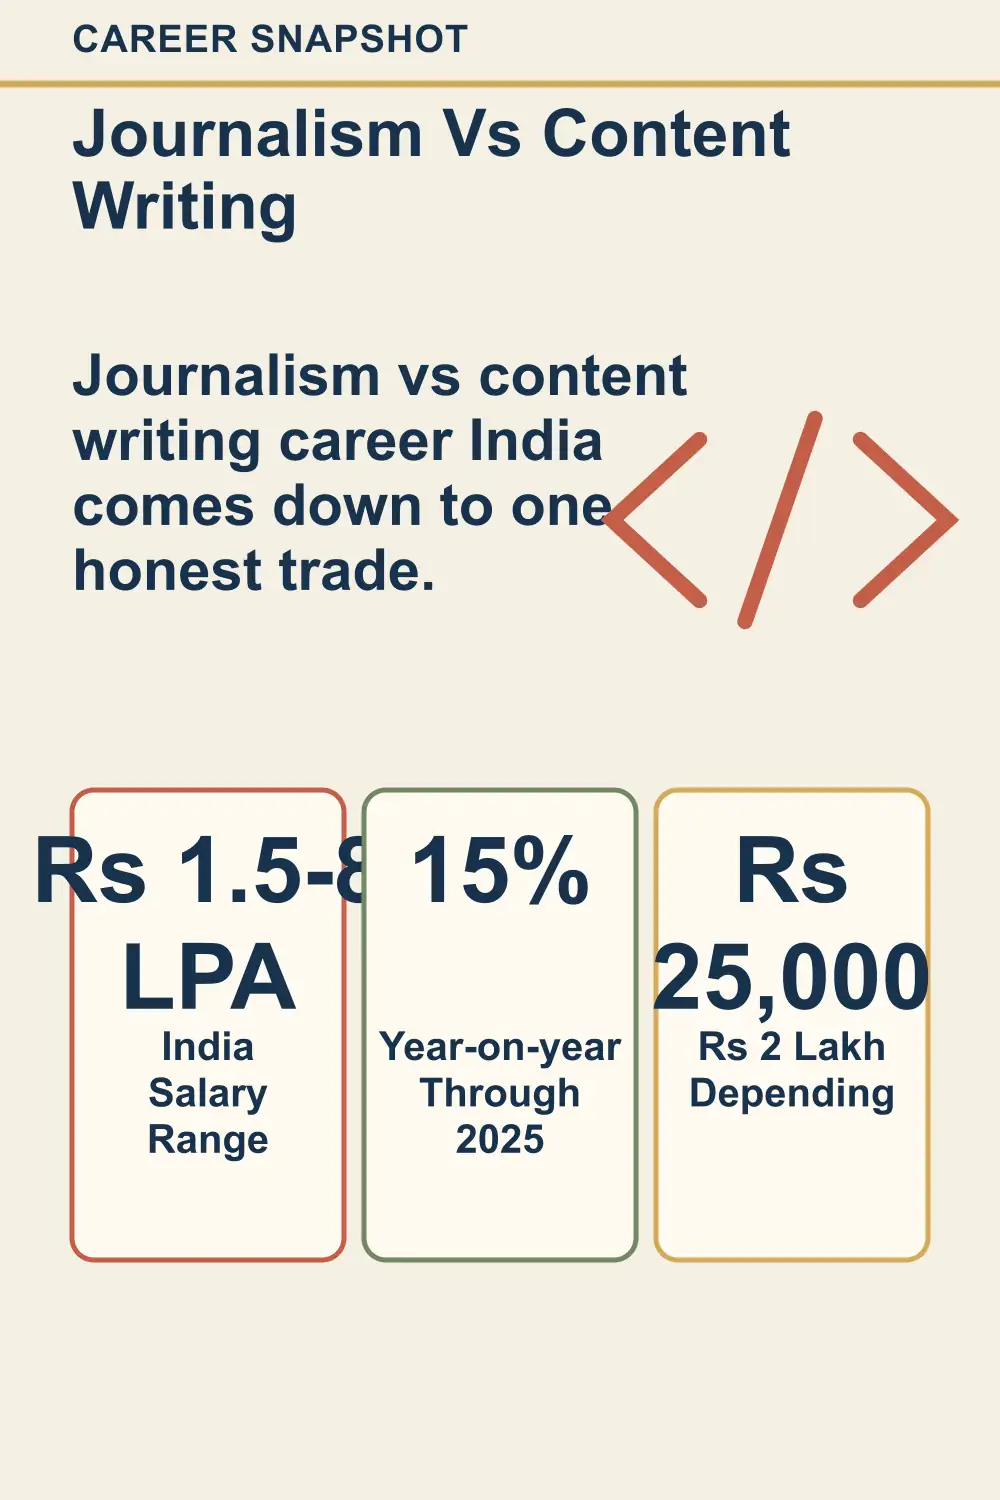 CAREER SNAPSHOT
Journalism Vs Content
Writing
Journalism vs content
writing career India
comes down to one
honest trade.
Rs 1.5-8
LPA
India
Salary
Range
15%
Year-on-year
Through
2025
Rs
25,000
Rs 2 Lakh
Depending